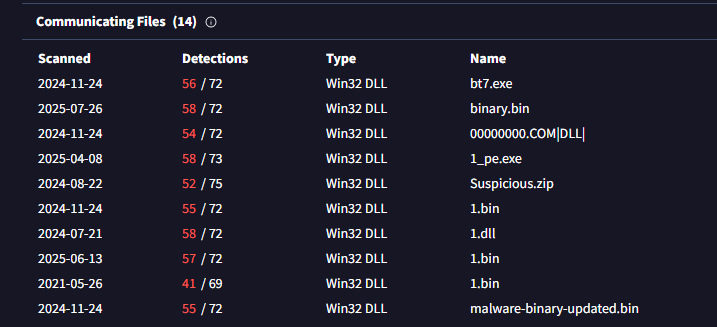 Communicating Files (14)
Scanned Detections Type Name
2024-11-24 56 / 72 Win32 DLL bt7.exe
2025-07-26 58 / 72 Win32 DLL binary.bin
2024-11-24 54 / 72 Win32 DLL 00000000.COM|DLL|
2025-04-08 58 / 73 Win32 DLL 1_pe.exe
2024-08-22 52 / 75 Win32 DLL Suspicious.zip
2024-11-24 55 / 72 Win32 DLL 1.bin
2024-07-21 58 / 72 Win32 DLL 1.dll
2025-06-13 57 / 72 Win32 DLL 1.bin
2021-05-26 41 / 69 Win32 DLL 1.bin
2024-11-24 55 / 72 Win32 DLL malware-binary-updated.bin